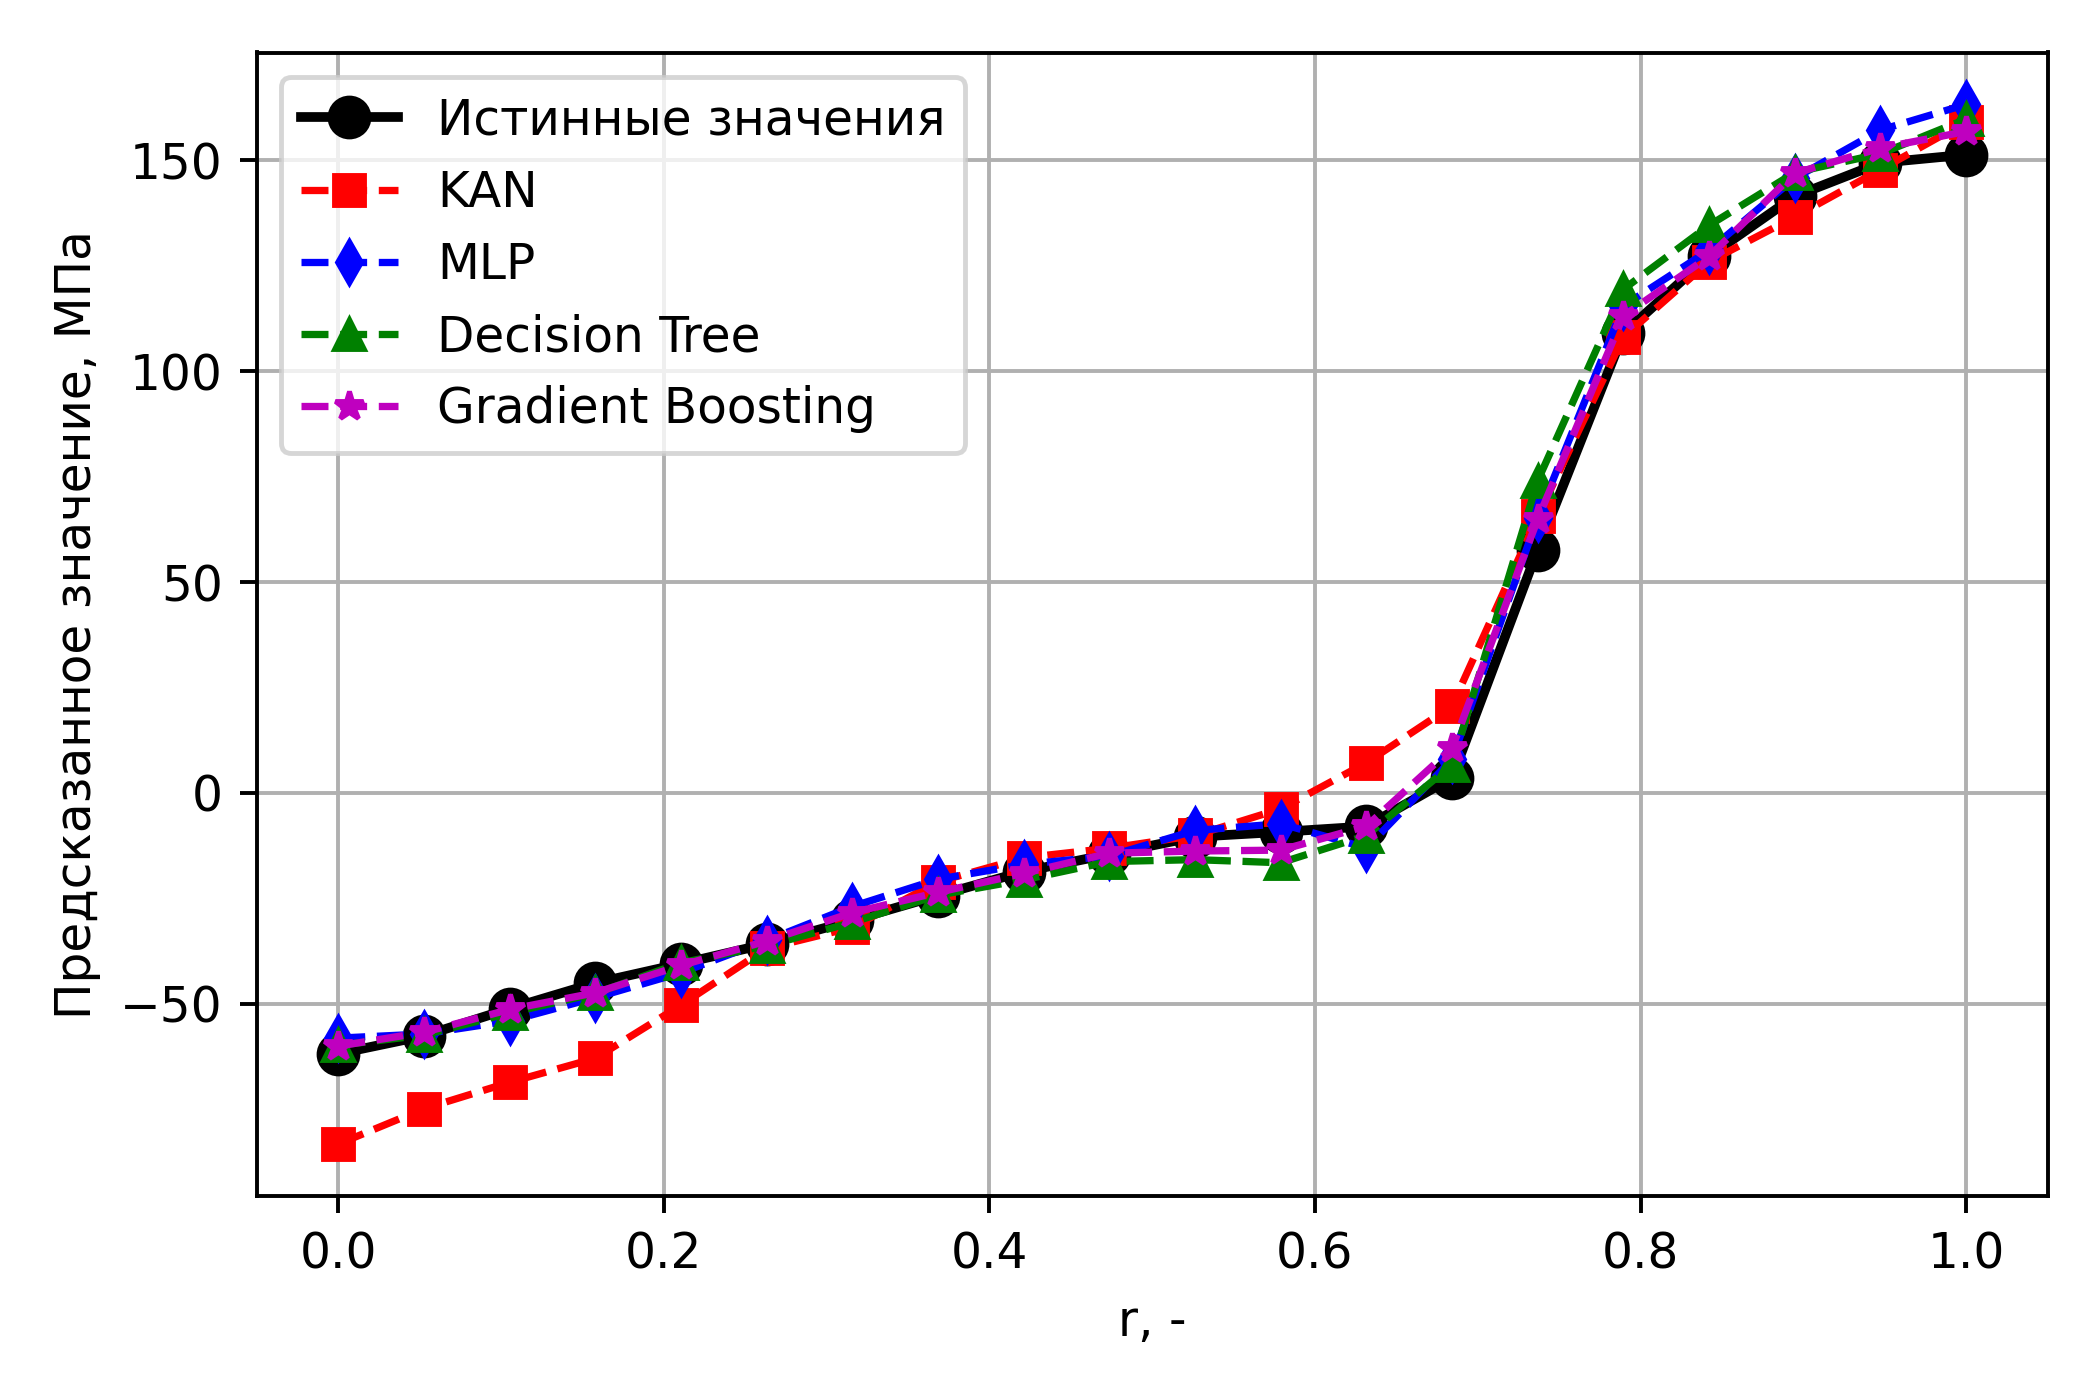 Истинные значения
KAN
MLP
Decision Tree
Gradient Boosting
Предсказанное значение, МПа
150
100
50
0
−50
0.0 0.2 0.4 0.6 0.8 1.0
r, -